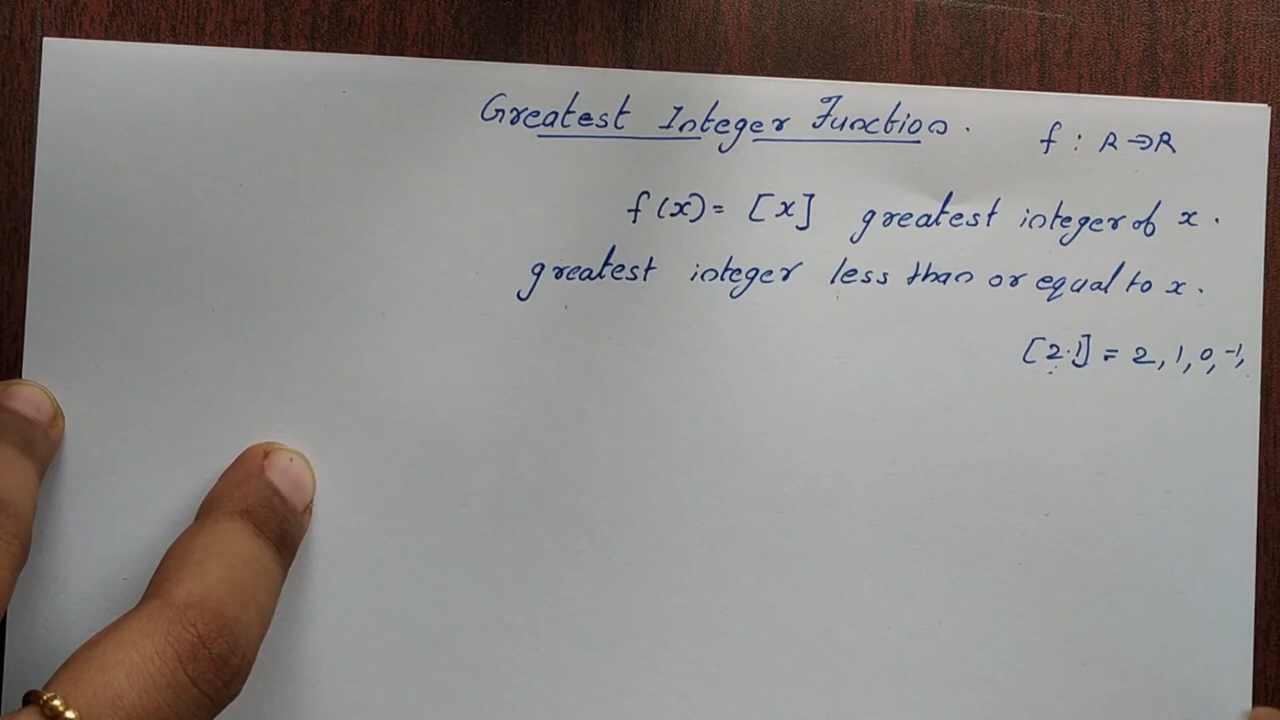 Greatest Integer Function. f : R→R
f(x) = [x] greatest integer of x.
greatest integer less than or equal to x.
[2.1] = 2, 1, 0, -1,